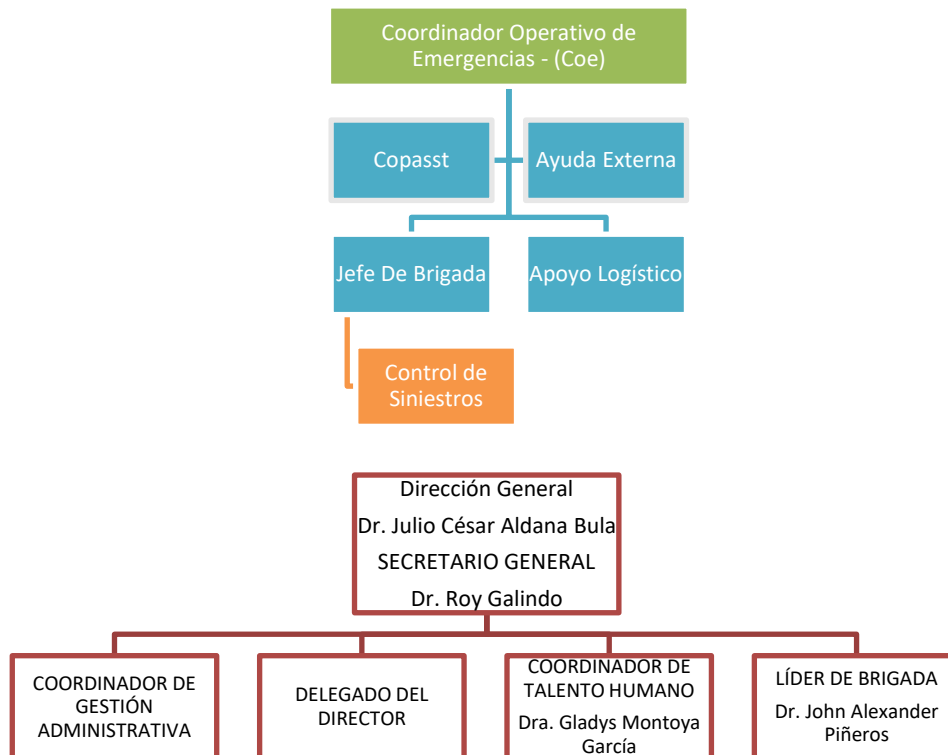 Coordinador Operativo de
Emergencias - (Coe)
Copasst
Ayuda Externa
Jefe De Brigada
Apoyo Logístico
Control de
Siniestros
Dirección General
Dr. Julio César Aldana Bula
SECRETARIO GENERAL
Dr. Roy Galindo
COORDINADOR DE
GESTIÓN
ADMINISTRATIVA
DELEGADO DEL
DIRECTOR
COORDINADOR DE
TALENTO HUMANO
Dra. Gladys Montoya
García
LÍDER DE BRIGADA
Dr. John Alexander
Piñeros